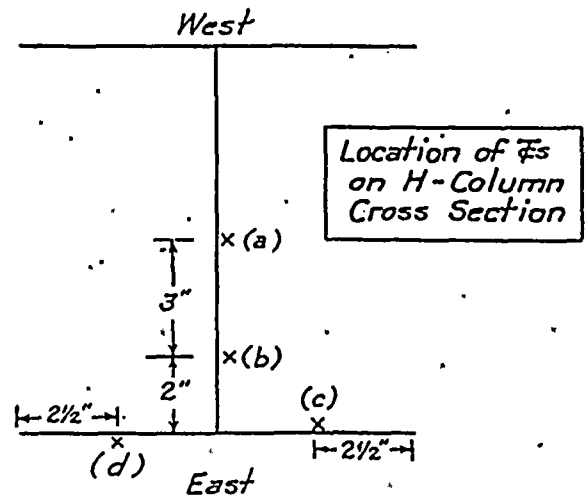 West
Location of
on H-Column
Cross Section
(a)
3"
(b)
2"
(c)
2½"
(d)
2½"
East